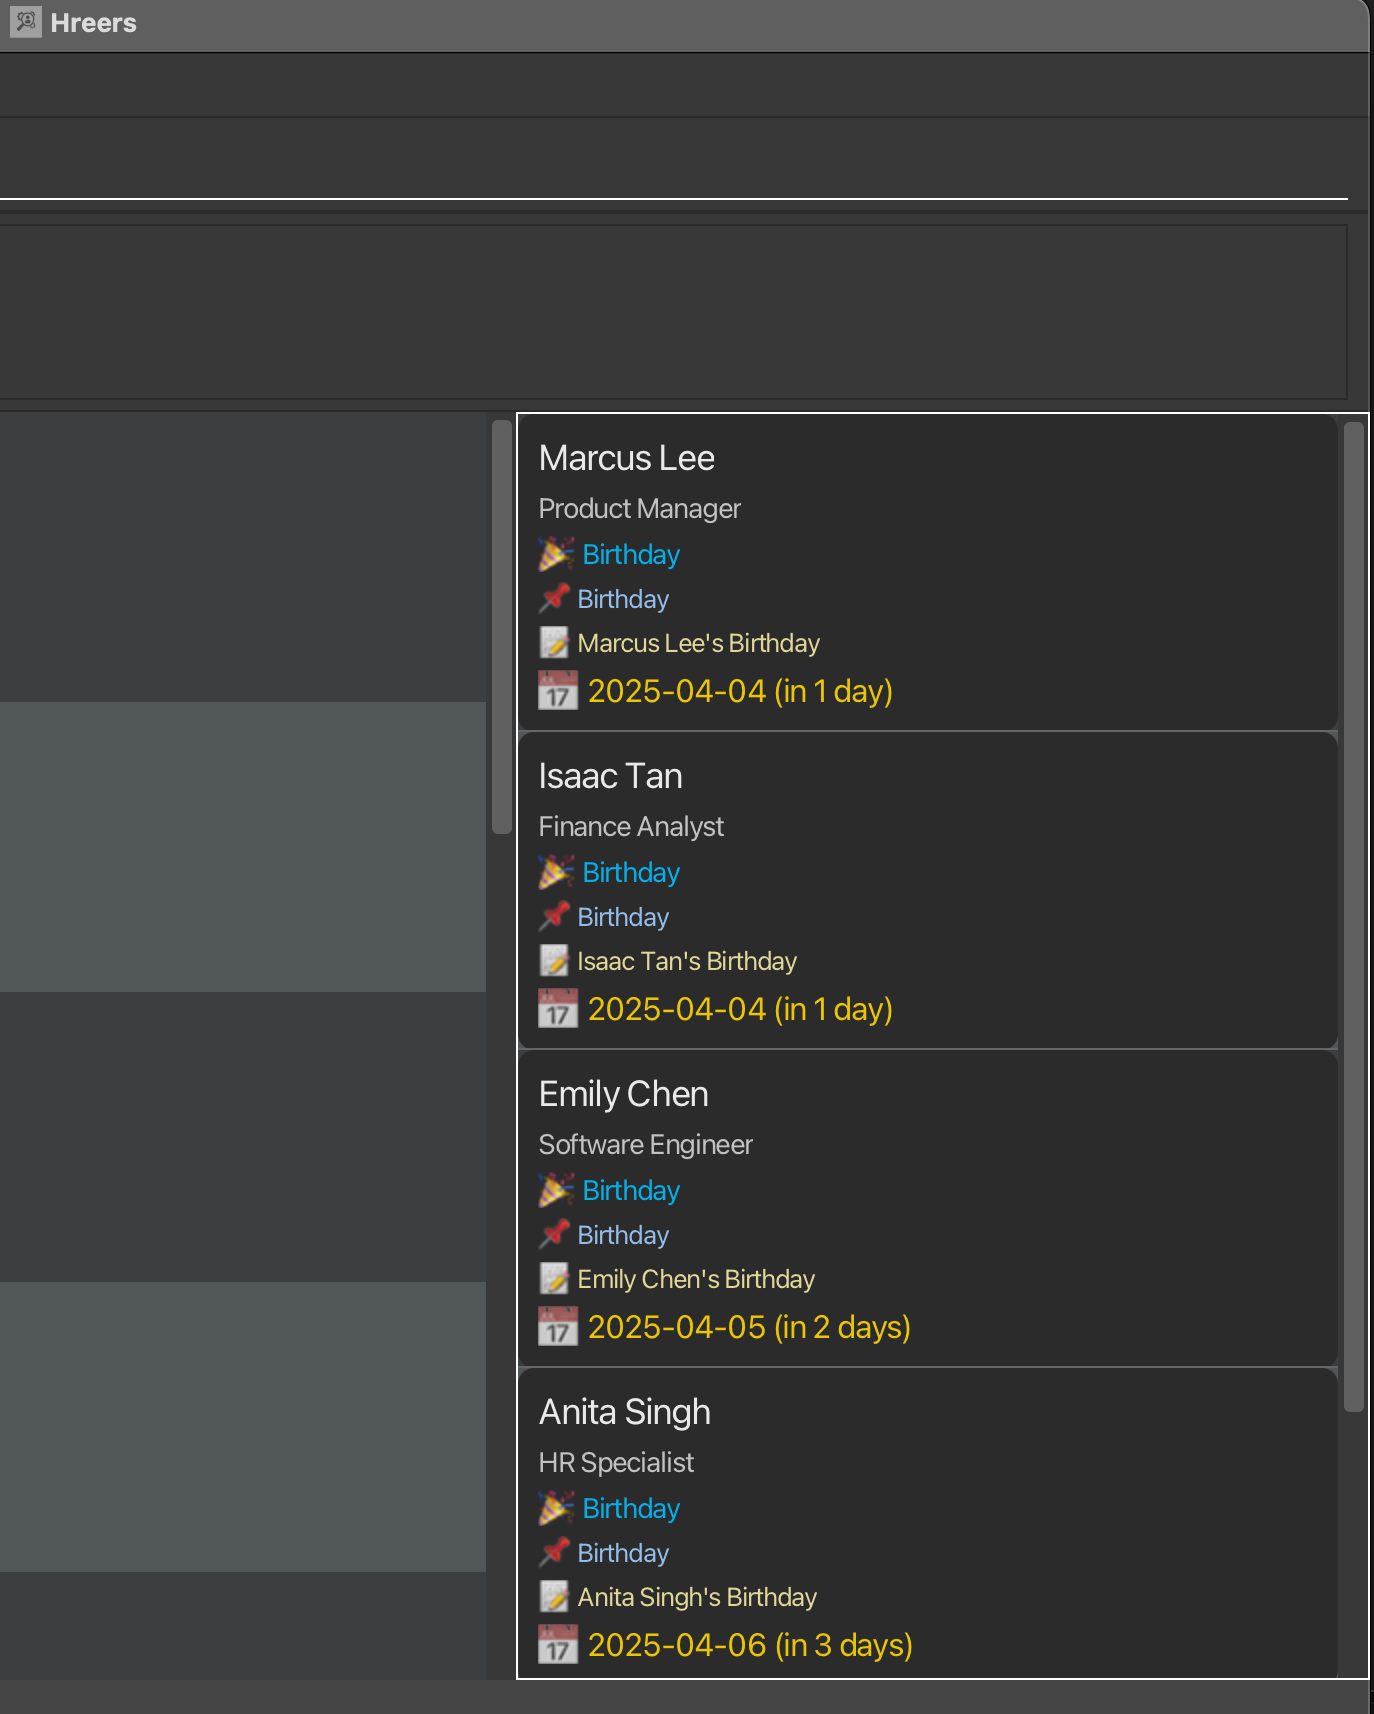 Hreers
Marcus Lee
Product Manager
🎉 Birthday
📌 Birthday
📝 Marcus Lee's Birthday
📅 2025-04-04 (in 1 day)
Isaac Tan
Finance Analyst
🎉 Birthday
📌 Birthday
📝 Isaac Tan's Birthday
📅 2025-04-04 (in 1 day)
Emily Chen
Software Engineer
🎉 Birthday
📌 Birthday
📝 Emily Chen's Birthday
📅 2025-04-05 (in 2 days)
Anita Singh
HR Specialist
🎉 Birthday
📌 Birthday
📝 Anita Singh's Birthday
📅 2025-04-06 (in 3 days)